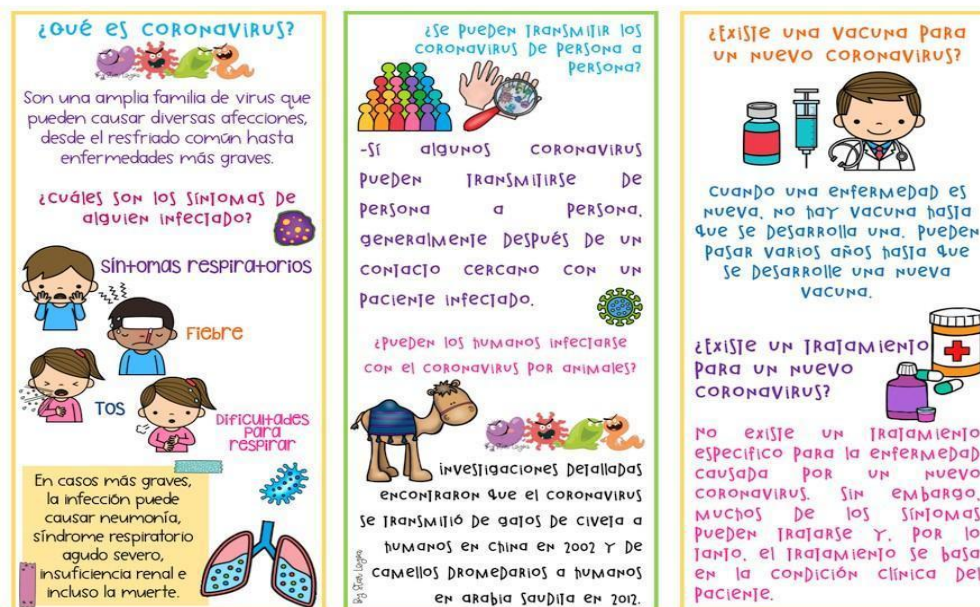 ¿Qué es coronavirus?
By Star Logra
Son una amplia familia de virus que
pueden causar diversas afecciones,
desde el resfriado común hasta
enfermedades más graves.
¿Cuáles son los síntomas de
alguien infectado?
Síntomas respiratorios
Fiebre
Tos
Dificultades
para
respirar
En casos más graves,
la infección puede
causar neumonía,
síndrome respiratorio
agudo severo,
insuficiencia renal e
incluso la muerte.
¿Se pueden transmitir los
coronavirus de persona a
persona?
-Sí algunos coronavirus
pueden transmitirse de
persona a persona,
generalmente después de un
contacto cercano con un
paciente infectado.
¿Pueden los humanos infectarse
con el coronavirus por animales?
Investigaciones detalladas
encontraron que el coronavirus
se transmitió de gatos de civeta a
humanos en China en 2002 y de
camellos dromedarios a humanos
en Arabia Saudita en 2012.
¿Existe una vacuna para
un nuevo coronavirus?
Cuando una enfermedad es
nueva, no hay vacuna hasta
que se desarrolla una. Pueden
pasar varios años hasta que
se desarrolle una nueva
vacuna.
¿Existe un tratamiento
para un nuevo
coronavirus?
No existe un tratamiento
específico para la enfermedad
causada por un nuevo
coronavirus. Sin embargo,
muchos de los síntomas
pueden tratarse y, por lo
tanto, el tratamiento se basa
en la condición clínica del
paciente.